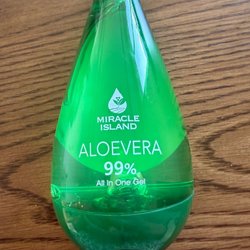 MIRACLE
ISLAND
ALOEVERA
99%
All In One Gel